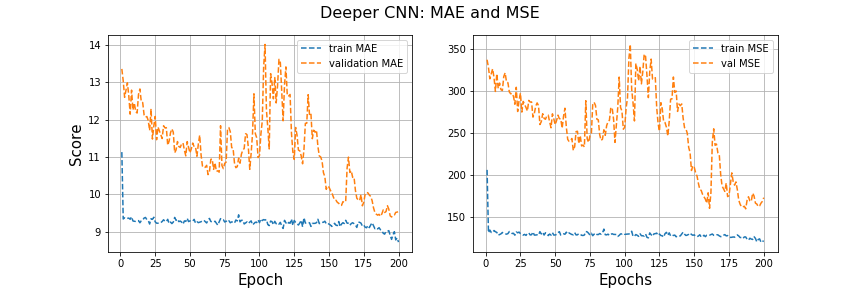 Deeper CNN: MAE and MSE
Score
14
13
12
11
10
9
train MAE
validation MAE
0 25 50 75 100 125 150 175 200
Epoch
350
300
250
200
150
train MSE
val MSE
0 25 50 75 100 125 150 175 200
Epochs